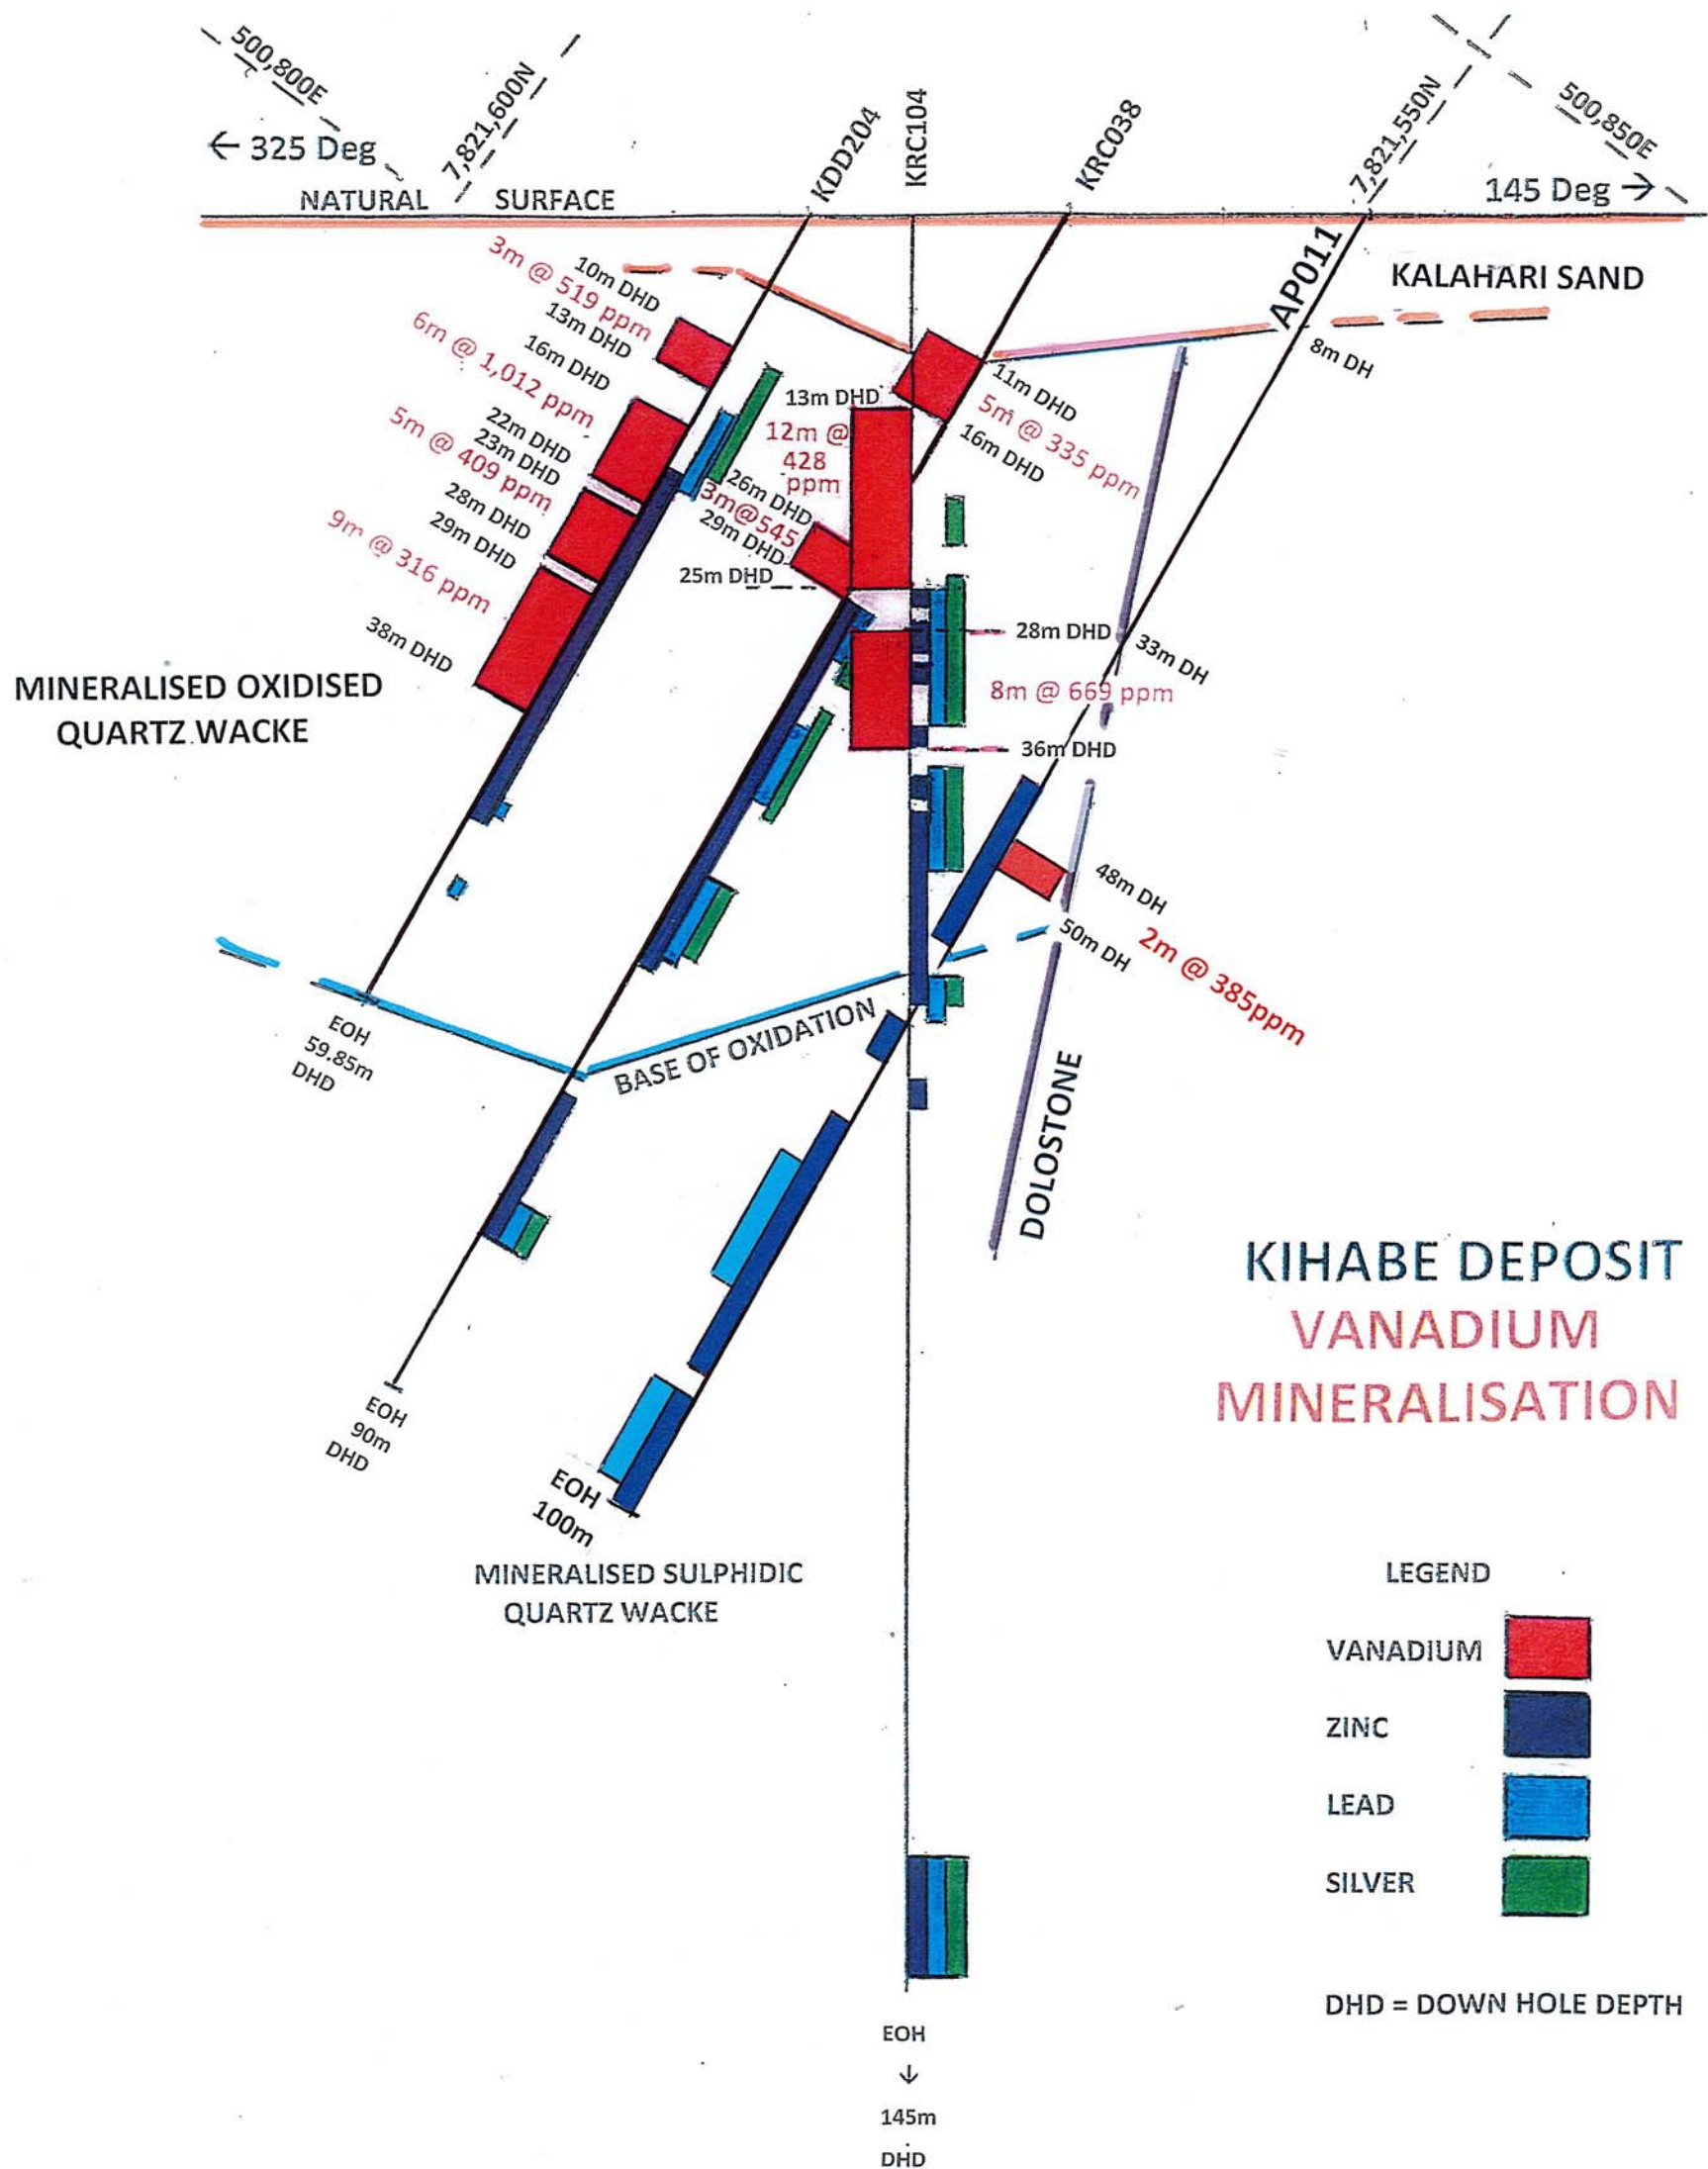 500,800E
7,821,600N
← 325 Deg
NATURAL SURFACE
KDD204
KRC104
KRC038
7,821,550N
500,850E
145 Deg →
AP011
KALAHARI SAND
8m DH
10m DHD
3m @ 519 ppm
13m DHD
16m DHD
6m @ 1,012 ppm
22m DHD
23m DHD
5m @ 409 ppm
28m DHD
29m DHD
9m @ 316 ppm
38m DHD
13m DHD
12m @
428
ppm
26m DHD
3m@545
29m DHD
25m DHD
11m DHD
5m @ 335 ppm
16m DHD
28m DHD
33m DH
8m @ 669 ppm
36m DHD
MINERALISED OXIDISED
QUARTZ WACKE
48m DH
50m DH
2m @ 385ppm
BASE OF OXIDATION
EOH
59.85m
DHD
DOLOSTONE
EOH
90m
DHD
EOH
100m
MINERALISED SULPHIDIC
QUARTZ WACKE
KIHABE DEPOSIT
VANADIUM
MINERALISATION
LEGEND
VANADIUM
ZINC
LEAD
SILVER
DHD = DOWN HOLE DEPTH
EOH
↓
145m
DHD